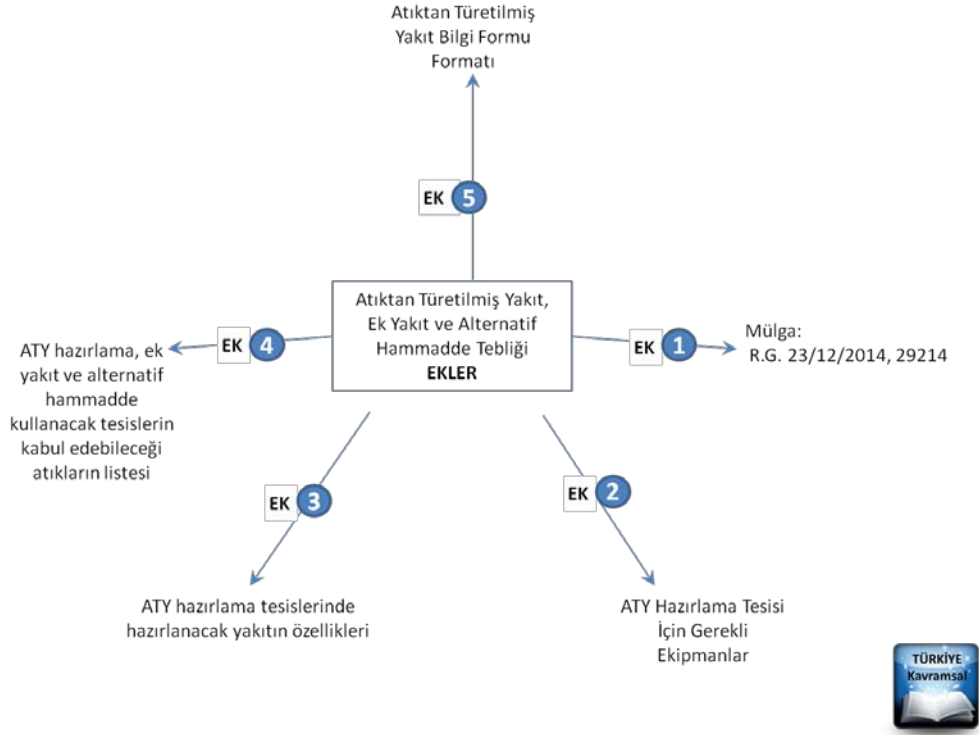 Atıktan Türetilmiş
Yakıt Bilgi Formu
Formatı
EK 5
Atıktan Türetilmiş Yakıt,
Ek Yakıt ve Alternatif
Hammadde Tebliği
EKLER
EK 1
Mülga:
R.G. 23/12/2014, 29214
EK 4
ATY hazırlama, ek
yakıt ve alternatif
hammadde
kullanacak tesislerin
kabul edebileceği
atıkların listesi
EK 3
EK 2
ATY hazırlama tesislerinde
hazırlanacak yakıtın özellikleri
ATY Hazırlama Tesisi
İçin Gerekli
Ekipmanlar
TÜRKİYE
Kavramsal